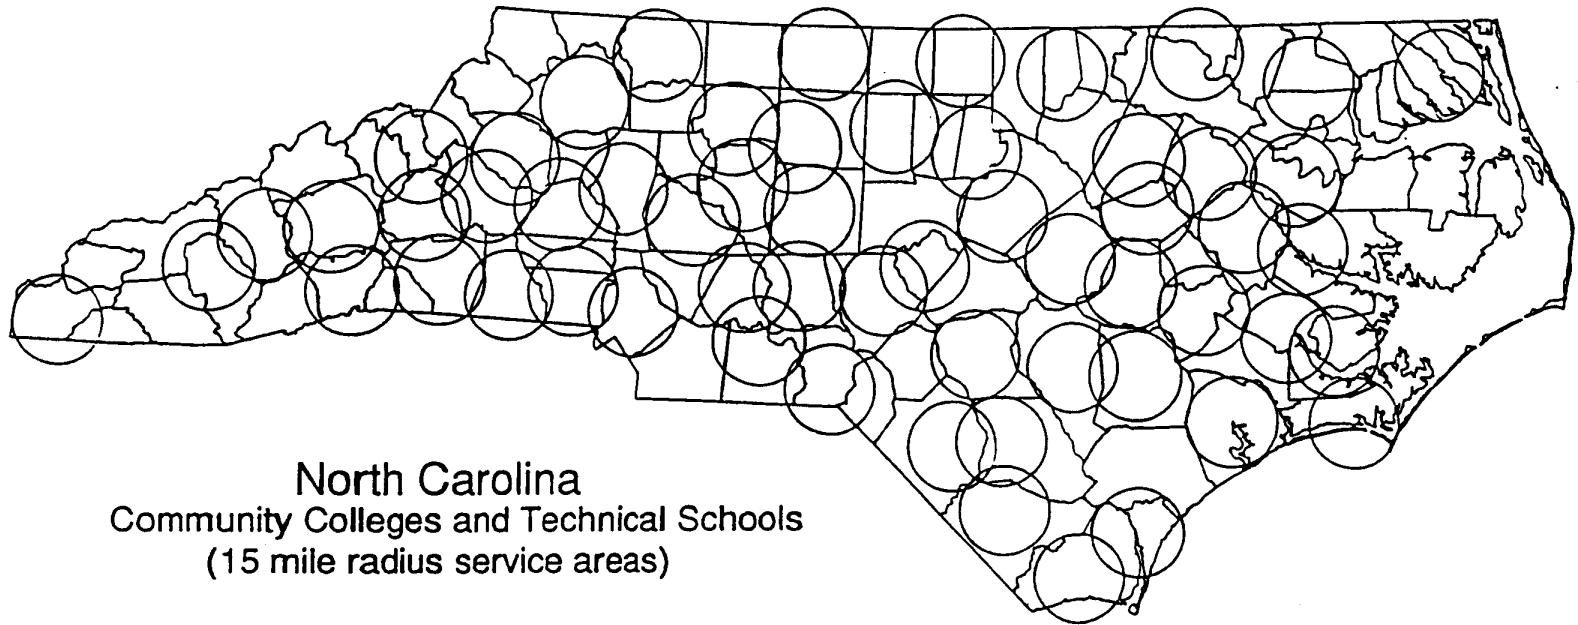 North Carolina
Community Colleges and Technical Schools
(15 mile radius service areas)